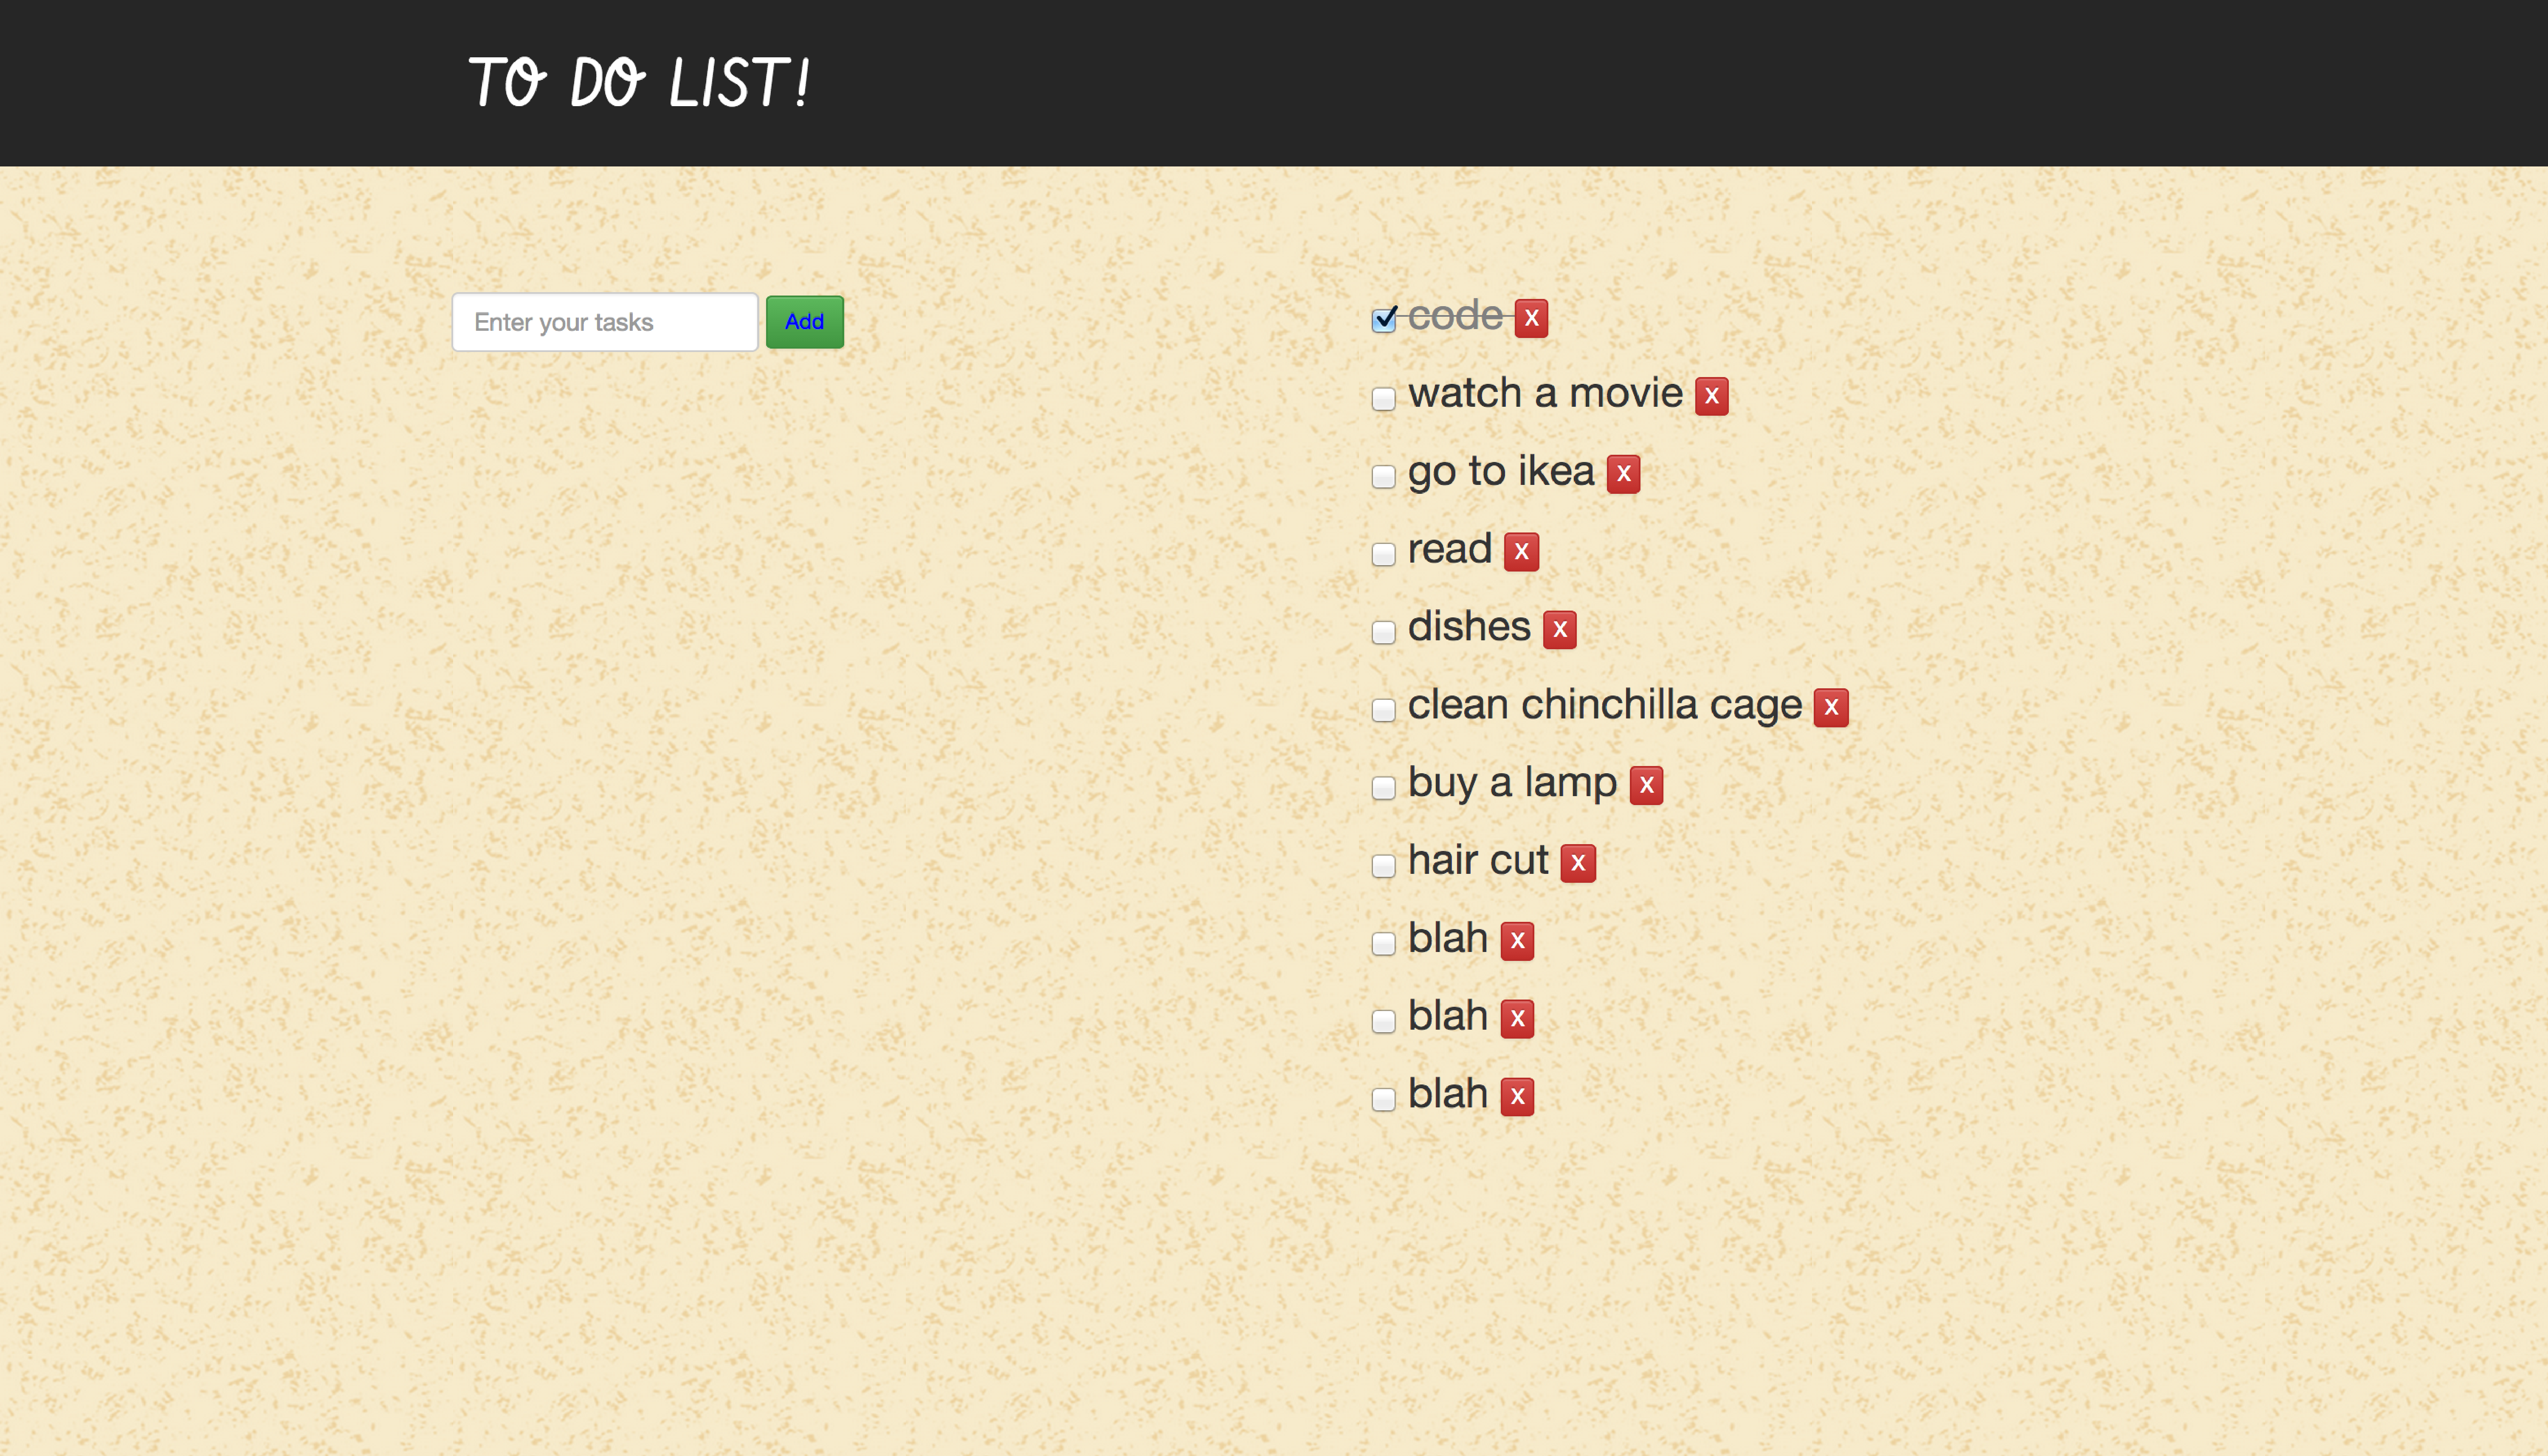 TO DO LIST!
Enter your tasks Add
code X
watch a movie X
go to ikea X
read X
dishes X
clean chinchilla cage X
buy a lamp X
hair cut X
blah X
blah X
blah X